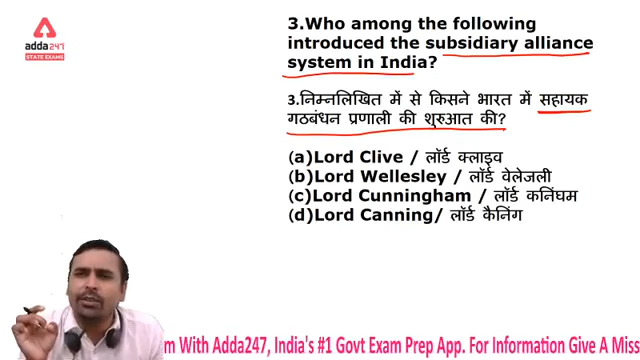 adda247
STATE EXAMS
3.Who among the following
introduced the subsidiary alliance
system in India?
3.निम्नलिखित में से किसने भारत में सहायक
गठबंधन प्रणाली की शुरुआत की?
(a)Lord Clive / लॉर्ड क्लाइव
(b)Lord Wellesley / लॉर्ड वेलेजली
(c)Lord Cunningham / लॉर्ड कनिंघम
(d)Lord Canning/ लॉर्ड कैनिंग
m With Adda247, India's #1 Govt Exam Prep App. For Information Give A Miss